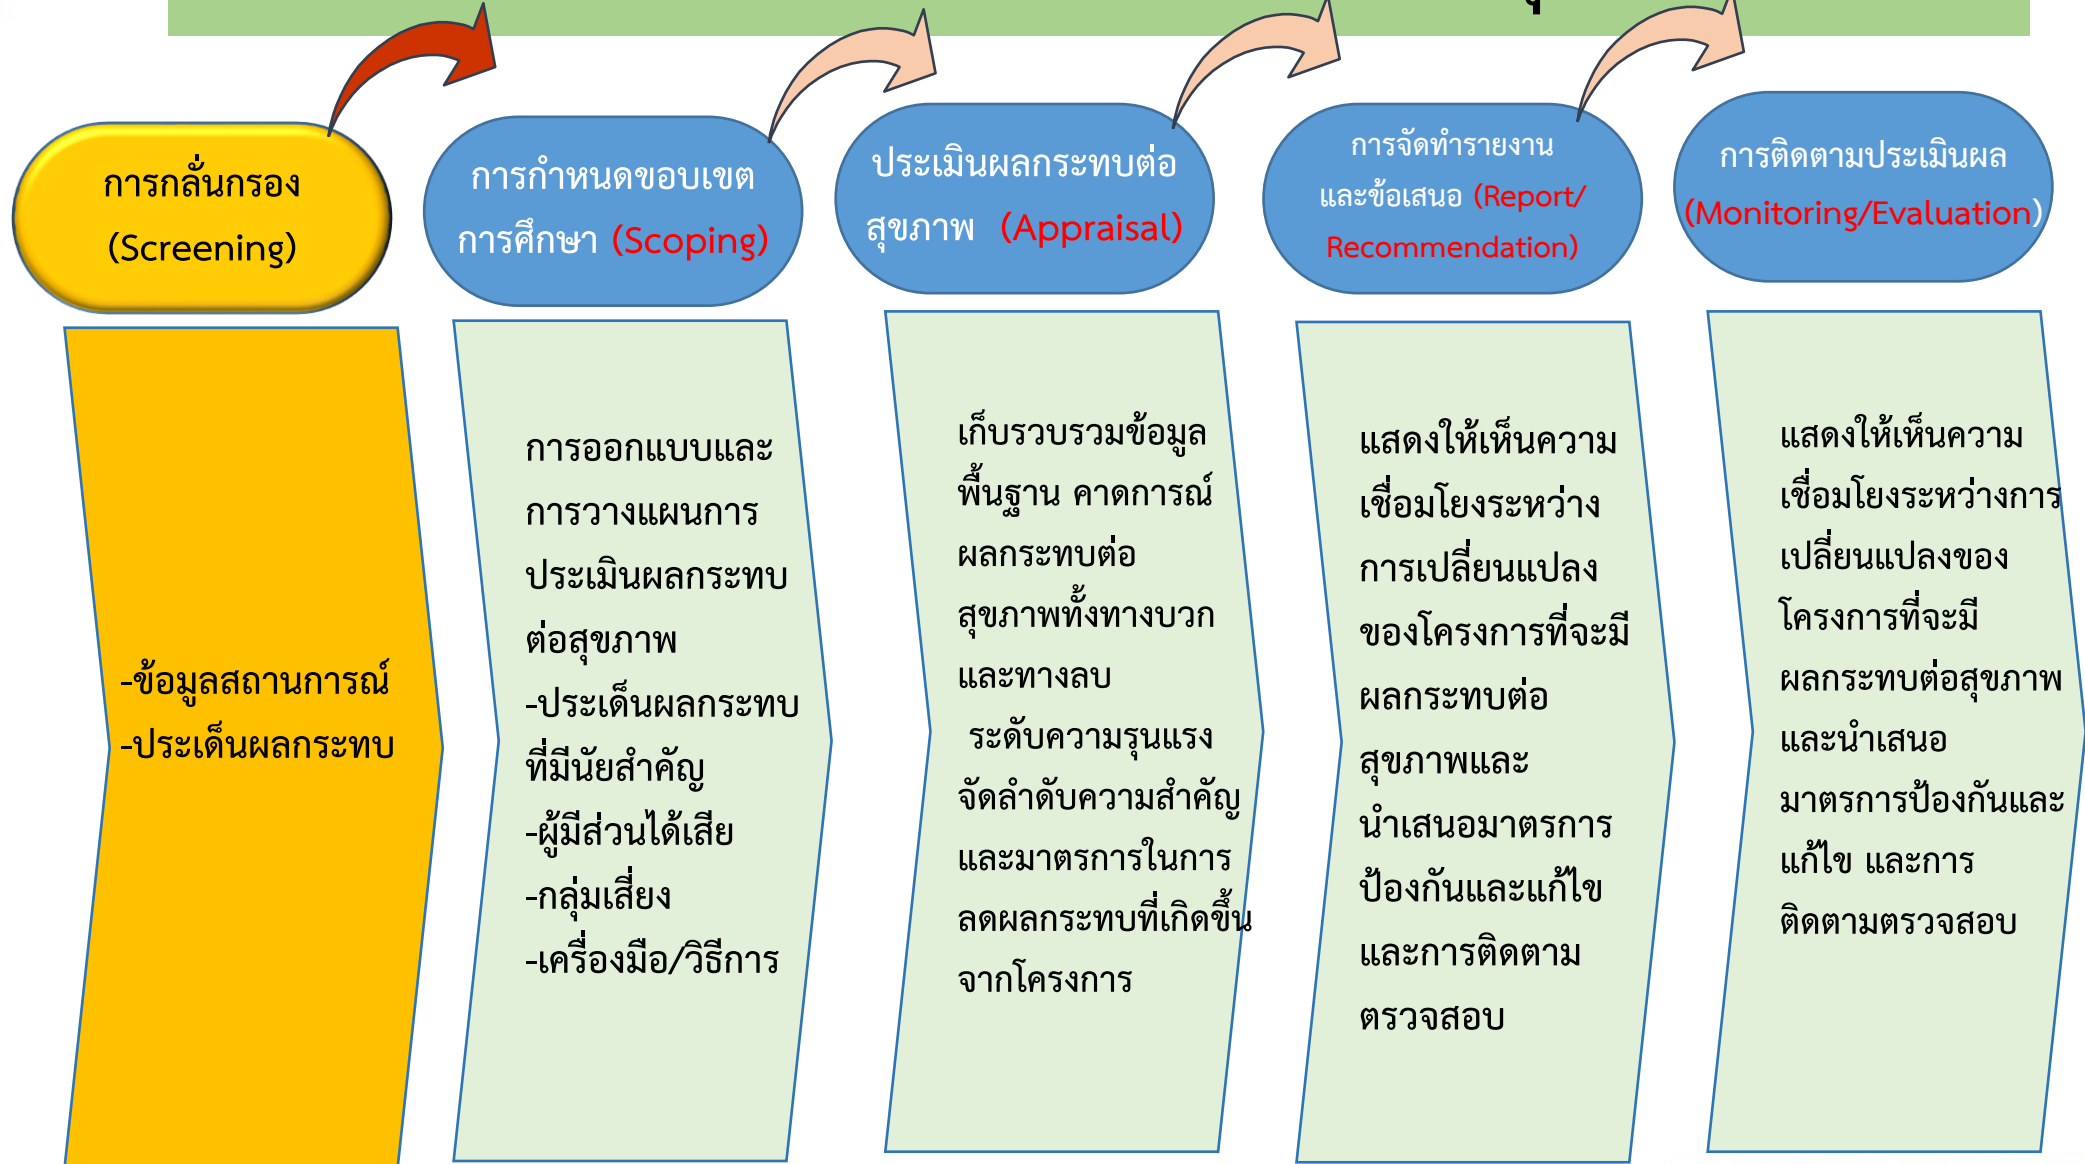 การกลั่นกรอง
(Screening)
การกำหนดขอบเขต
การศึกษา (Scoping)
ประเมินผลกระทบต่อ
สุขภาพ (Appraisal)
การจัดทำรายงาน
และข้อเสนอ (Report/
Recommendation)
การติดตามประเมินผล
(Monitoring/Evaluation)
-ข้อมูลสถานการณ์
-ประเด็นผลกระทบ
การออกแบบและ
การวางแผนการ
ประเมินผลกระทบ
ต่อสุขภาพ
-ประเด็นผลกระทบ
ที่มีนัยสำคัญ
-ผู้มีส่วนได้เสีย
-กลุ่มเสี่ยง
-เครื่องมือ/วิธีการ
เก็บรวบรวมข้อมูล
พื้นฐาน คาดการณ์
ผลกระทบต่อ
สุขภาพทั้งทางบวก
และทางลบ
ระดับความรุนแรง
จัดลำดับความสำคัญ
และมาตรการในการ
ลดผลกระทบที่เกิดขึ้น
จากโครงการ
แสดงให้เห็นความ
เชื่อมโยงระหว่าง
การเปลี่ยนแปลง
ของโครงการที่จะมี
ผลกระทบต่อ
สุขภาพและ
นำเสนอมาตรการ
ป้องกันและแก้ไข
และการติดตาม
ตรวจสอบ
แสดงให้เห็นความ
เชื่อมโยงระหว่างการ
เปลี่ยนแปลงของ
โครงการที่จะมี
ผลกระทบต่อสุขภาพ
และนำเสนอ
มาตรการป้องกันและ
แก้ไข และการ
ติดตามตรวจสอบ